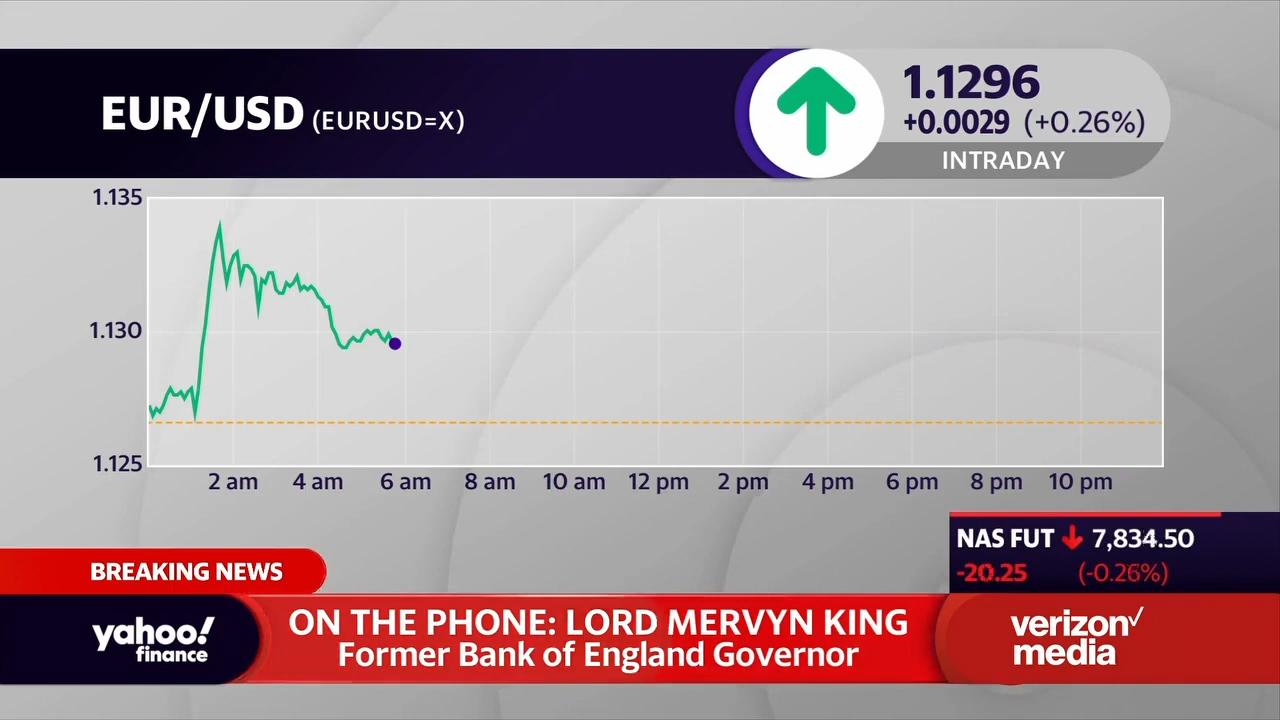 EUR/USD (EURUSD=X)
1.1296
+0.0029 (+0.26%)
INTRADAY
1.135
1.130
1.125
2 am 4 am 6 am 8 am 10 am 12 pm 2 pm 4 pm 6 pm 8 pm 10 pm
NAS FUT 7,834.50
-20.25 (-0.26%)
BREAKING NEWS
yahoo!
finance
ON THE PHONE: LORD MERVYN KING
Former Bank of England Governor
verizon✓
media